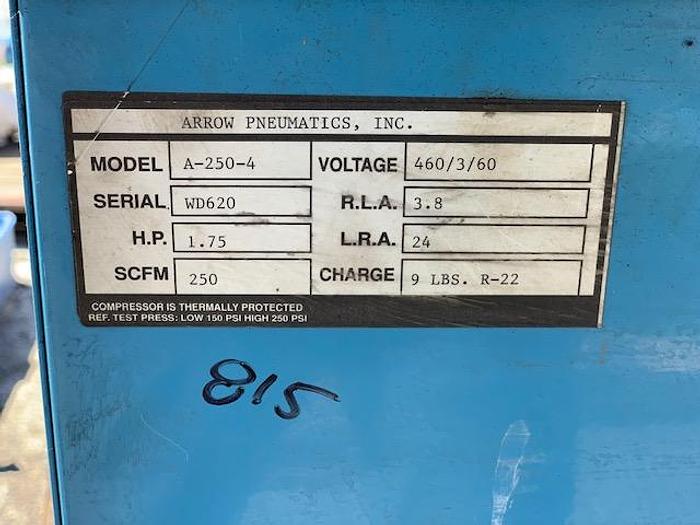 ARROW PNEUMATICS, INC.
MODEL A-250-4 VOLTAGE 460/3/60
SERIAL WD620 R.L.A. 3.8
H.P. 1.75 L.R.A. 24
SCFM 250 CHARGE 9 LBS. R-22
COMPRESSOR IS THERMALLY PROTECTED
REF. TEST PRESS: LOW 150 PSI HIGH 250 PSI
815